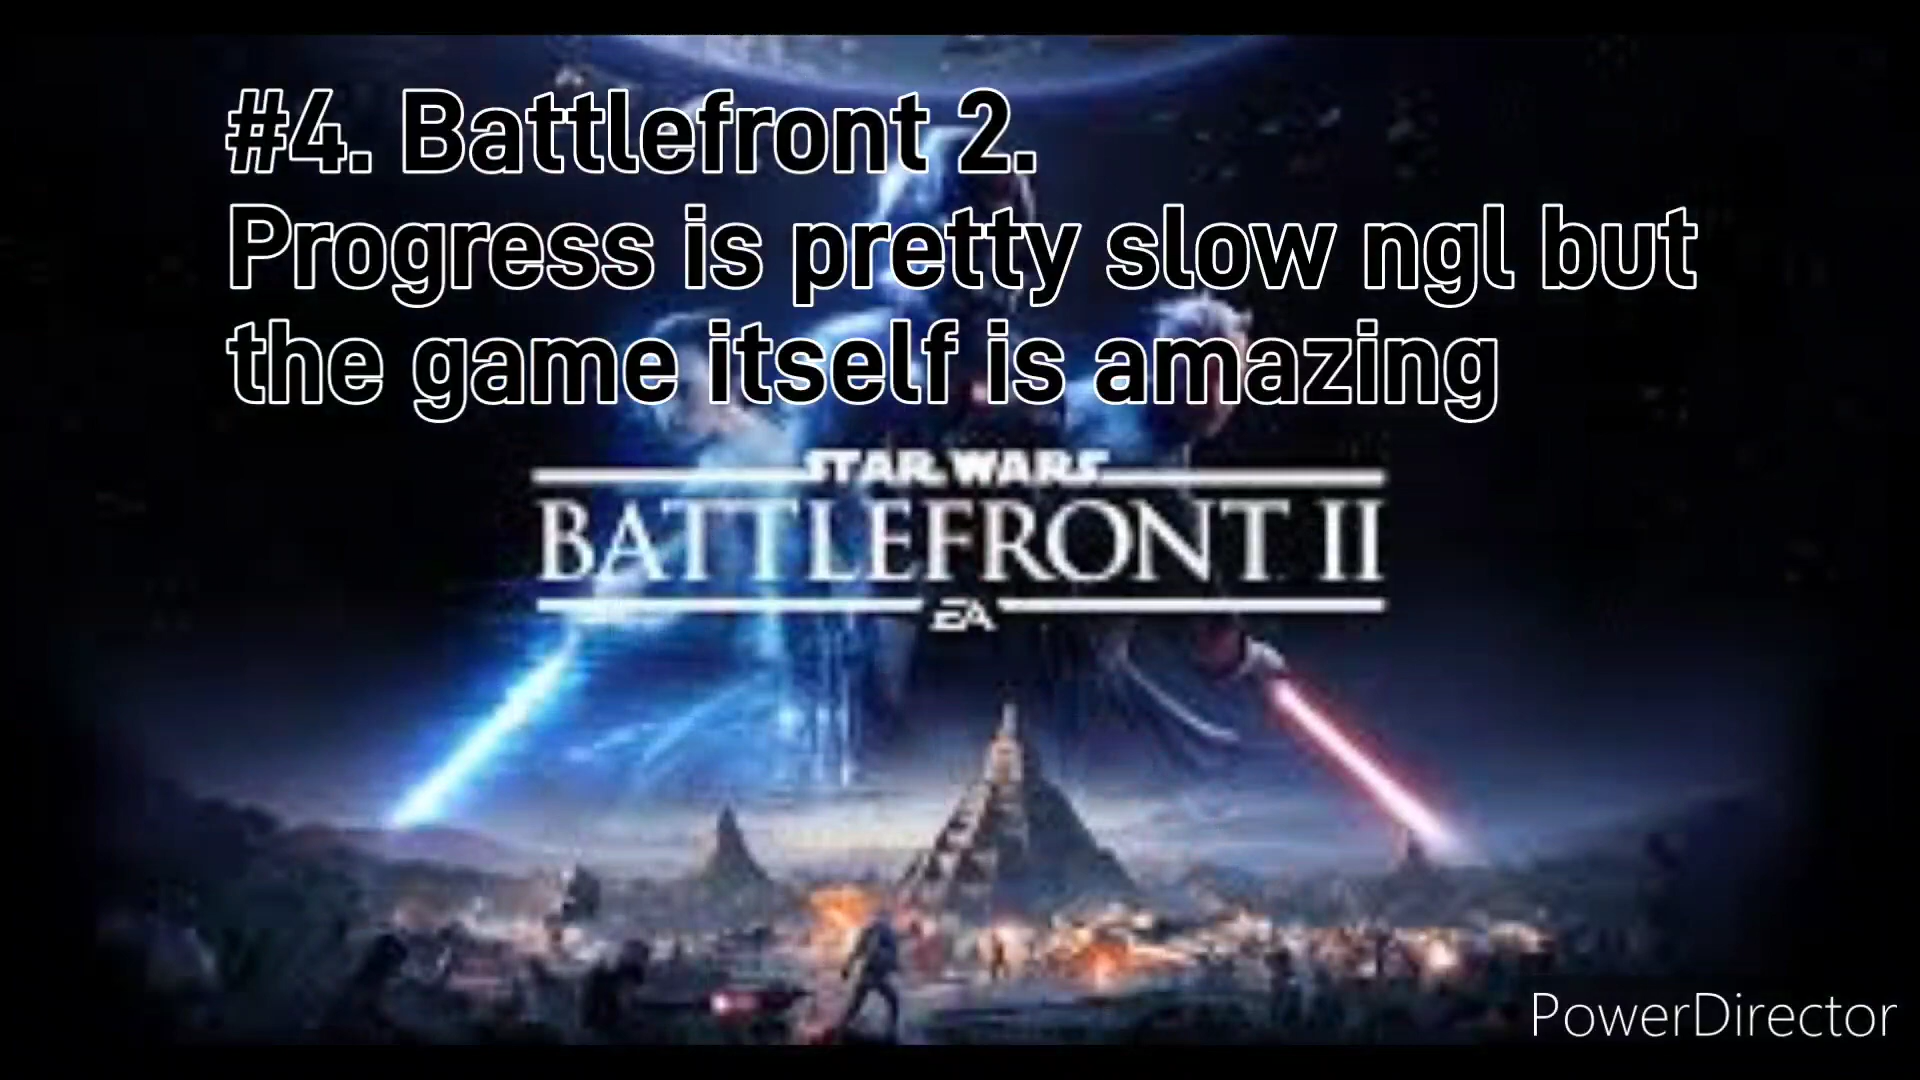 #4. Battlefront 2.
Progress is pretty slow ngl but
the game itself is amazing
STAR WARS
BATTLEFRONT II
EA
PowerDirector